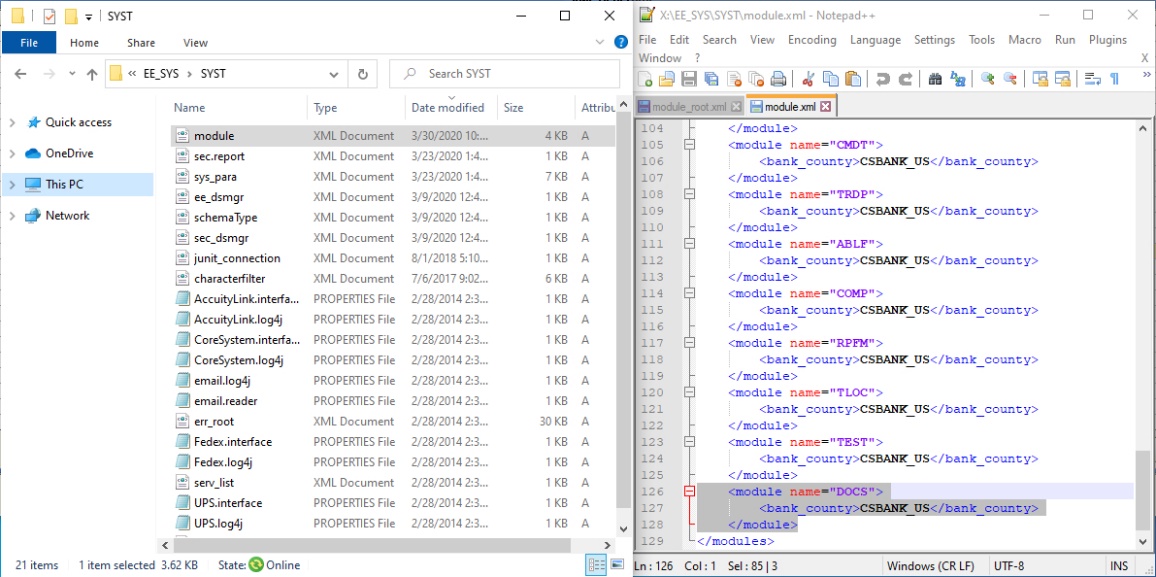 SYST
File Home Share View
« EE_SYS › SYST
Search SYST
Name Type Date modified Size Attribu
Quick access
OneDrive
This PC
Network
module XML Document 3/30/2020 10:... 4 KB A
sec.report XML Document 3/23/2020 1:4... 1 KB A
sys_para XML Document 3/23/2020 1:4... 7 KB A
ee_dsmgr XML Document 3/9/2020 12:4... 1 KB A
schemaType XML Document 3/9/2020 12:4... 1 KB A
sec_dsmgr XML Document 3/9/2020 12:4... 1 KB A
junit_connection XML Document 8/1/2018 5:10... 1 KB A
characterfilter XML Document 7/6/2017 9:02... 6 KB A
AccuityLink.interfa... PROPERTIES File 2/28/2014 2:3... 1 KB A
AccuityLink.log4j PROPERTIES File 2/28/2014 2:3... 1 KB A
CoreSystem.interfa... PROPERTIES File 2/28/2014 2:3... 1 KB A
CoreSystem.log4j PROPERTIES File 2/28/2014 2:3... 1 KB A
email.log4j PROPERTIES File 2/28/2014 2:3... 1 KB A
email.reader PROPERTIES File 2/28/2014 2:3... 1 KB A
err_root XML Document 2/28/2014 2:3... 30 KB A
Fedex.interface PROPERTIES File 2/28/2014 2:3... 1 KB A
Fedex.log4j PROPERTIES File 2/28/2014 2:3... 1 KB A
serv_list XML Document 2/28/2014 2:3... 1 KB A
UPS.interface PROPERTIES File 2/28/2014 2:3... 1 KB A
UPS.log4j PROPERTIES File 2/28/2014 2:3... 1 KB A
21 items 1 item selected 3.62 KB State: Online
X:\EE_SYS\SYST\module.xml - Notepad++
File Edit Search View Encoding Language Settings Tools Macro Run Plugins
Window ? X
module_root.xml module.xml
104 </module>
105 <module name="CMDT">
106 <bank_county>CSBANK_US</bank_county>
107 </module>
108 <module name="TRDP">
109 <bank_county>CSBANK_US</bank_county>
110 </module>
111 <module name="ABLF">
112 <bank_county>CSBANK_US</bank_county>
113 </module>
114 <module name="COMP">
115 <bank_county>CSBANK_US</bank_county>
116 </module>
117 <module name="RPFM">
118 <bank_county>CSBANK_US</bank_county>
119 </module>
120 <module name="TLOC">
121 <bank_county>CSBANK_US</bank_county>
122 </module>
123 <module name="TEST">
124 <bank_county>CSBANK_US</bank_county>
125 </module>
126 <module name="DOCS">
127 <bank_county>CSBANK_US</bank_county>
128 </module>
129 </modules>
Ln : 126 Col : 1 Sel : 85 | 3 Windows (CR LF) UTF-8 INS